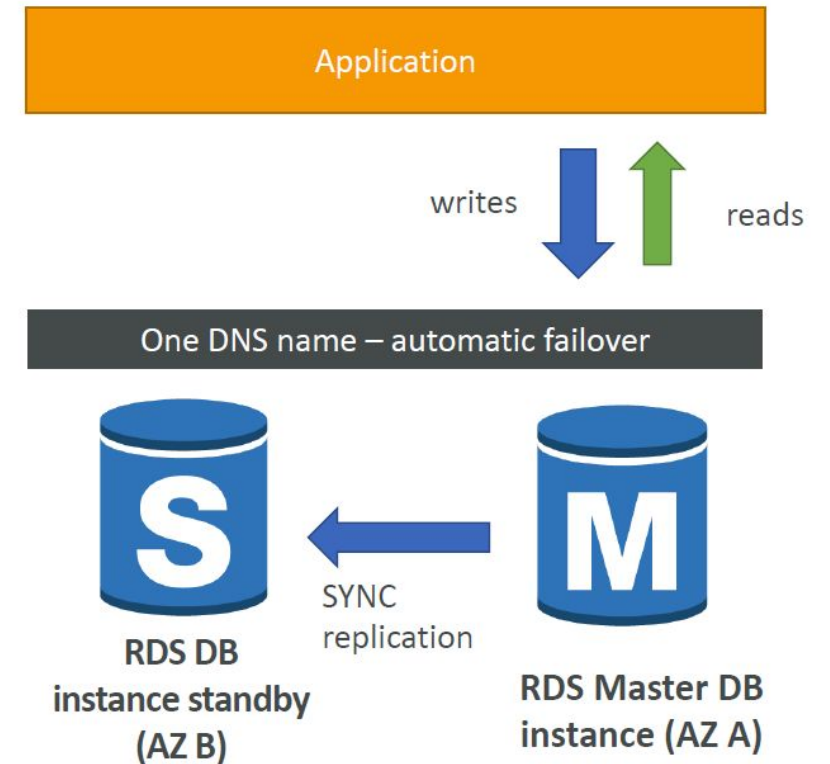 Application
writes
reads
One DNS name – automatic failover
S
M
SYNC
replication
RDS DB
instance standby
(AZ B)
RDS Master DB
instance (AZ A)